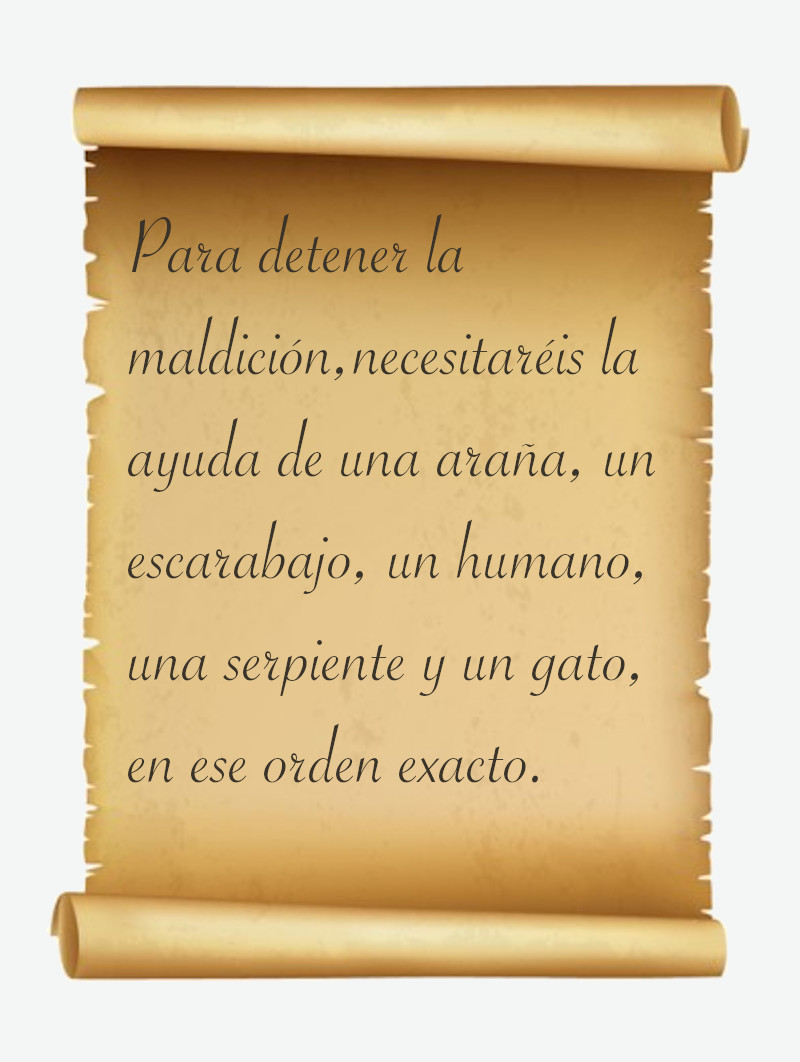 Para detener la
maldición,necesitaréis la
ayuda de una araña, un
escarabajo, un humano,
una serpiente y un gato,
en ese orden exacto.